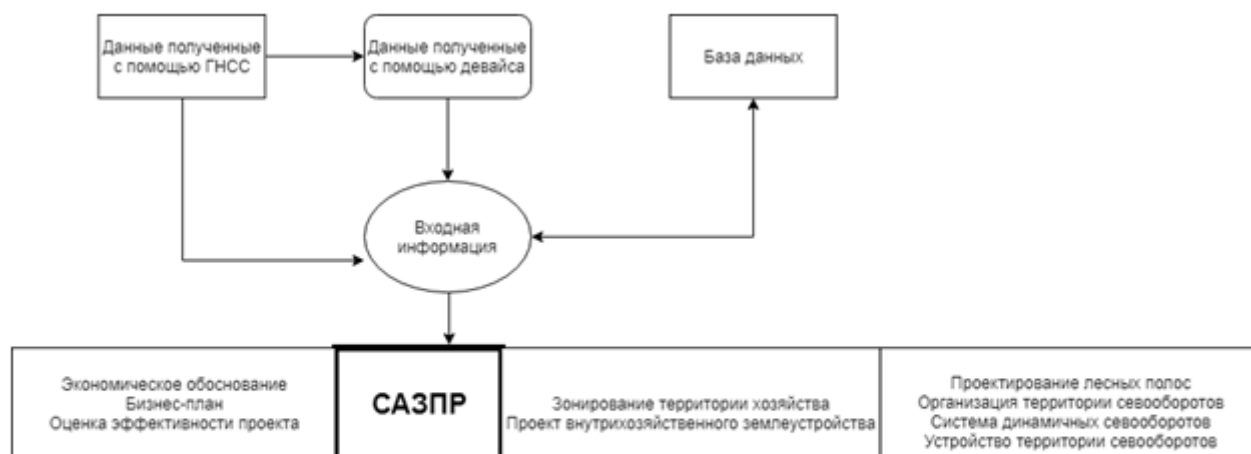 Данные полученные
с помощью ГНСС
Данные полученные
с помощью девайса
База данных
Входная
информация
Экономическое обоснование
Бизнес-план
Оценка эффективности проекта
САЗПР
Зонирование территории хозяйства
Проект внутрихозяйственного землеустройства
Проектирование лесных полос
Организация территории севооборотов
Система динамичных севооборотов
Устройство территории севооборотов